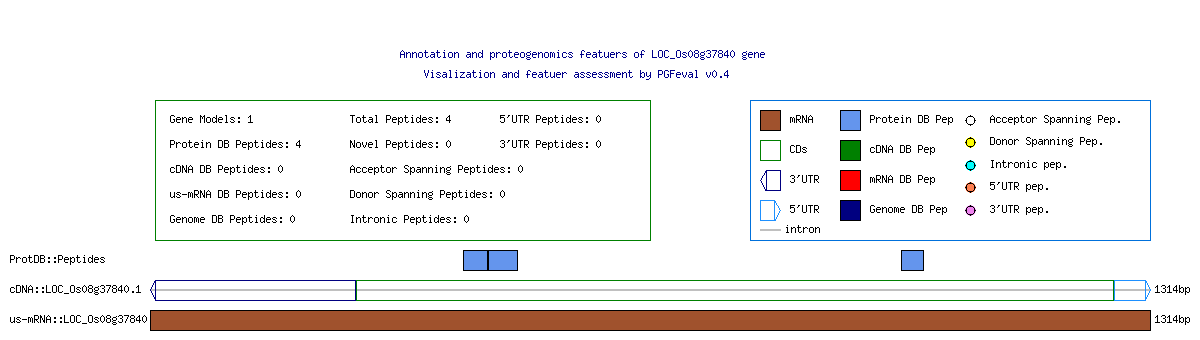 Annotation and proteogenomics featuers of LOC_Os08g37840 gene
Visalization and featuer assessment by PGFeval v0.4
Gene Models: 1 Total Peptides: 4 5'UTR Peptides: 0
Protein DB Peptides: 4 Novel Peptides: 0 3'UTR Peptides: 0
cDNA DB Peptides: 0 Acceptor Spanning Peptides: 0
us-mRNA DB Peptides: 0 Donor Spanning Peptides: 0
Genome DB Peptides: 0 Intronic Peptides: 0
mRNA Protein DB Pep Acceptor Spanning Pep.
CDs cDNA DB Pep Donor Spanning Pep.
3'UTR mRNA DB Pep Intronic pep.
5'UTR Genome DB Pep 5'UTR pep.
intron 3'UTR pep.
ProtDB::Peptides
cDNA::LOC_Os08g37840.1 1314bp
us-mRNA::LOC_Os08g37840 1314bp